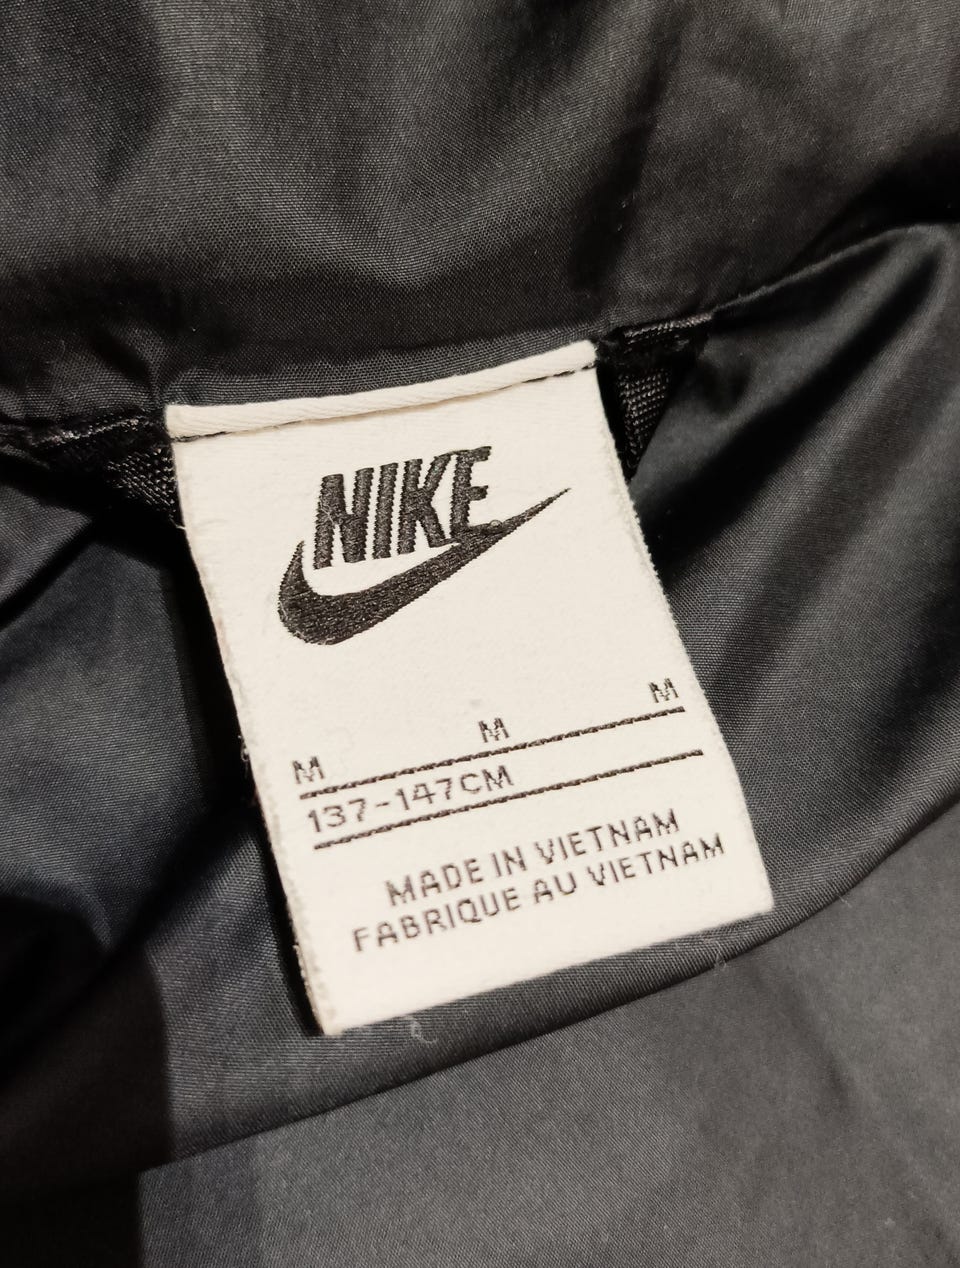 NIKE
M M M
137-147CM
MADE IN VIETNAM
FABRIQUE AU VIETNAM